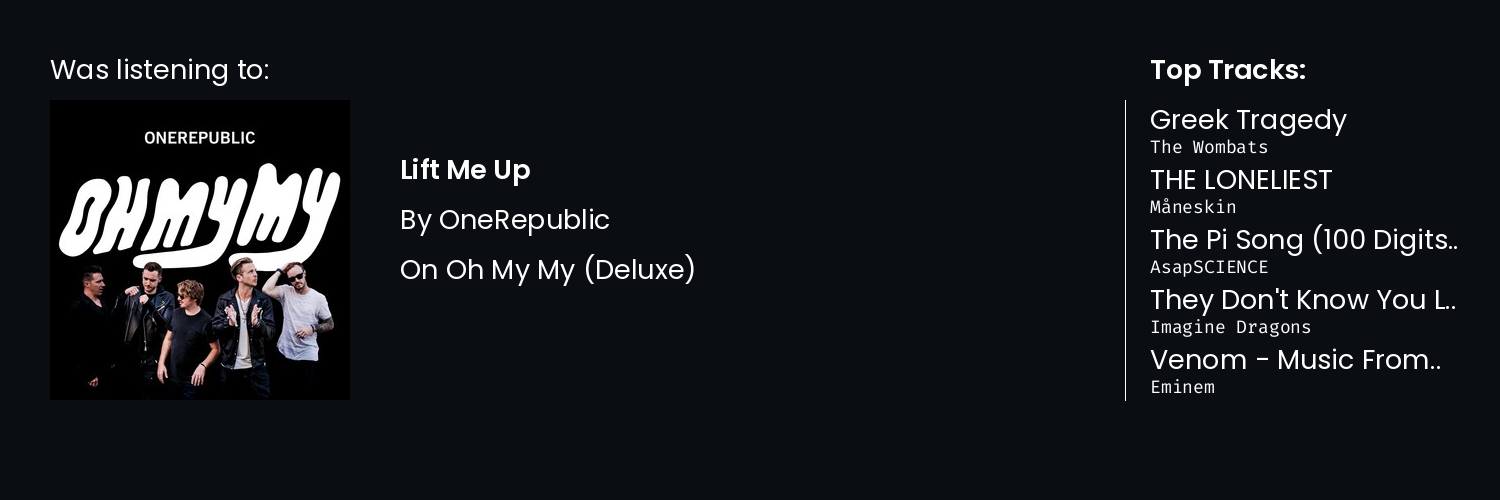 Was listening to:
ONEREPUBLIC
OH MY MY
Lift Me Up
By OneRepublic
On Oh My My (Deluxe)
Top Tracks:
Greek Tragedy
The Wombats
THE LONELIEST
Måneskin
The Pi Song (100 Digits..
AsapSCIENCE
They Don't Know You L..
Imagine Dragons
Venom - Music From..
Eminem